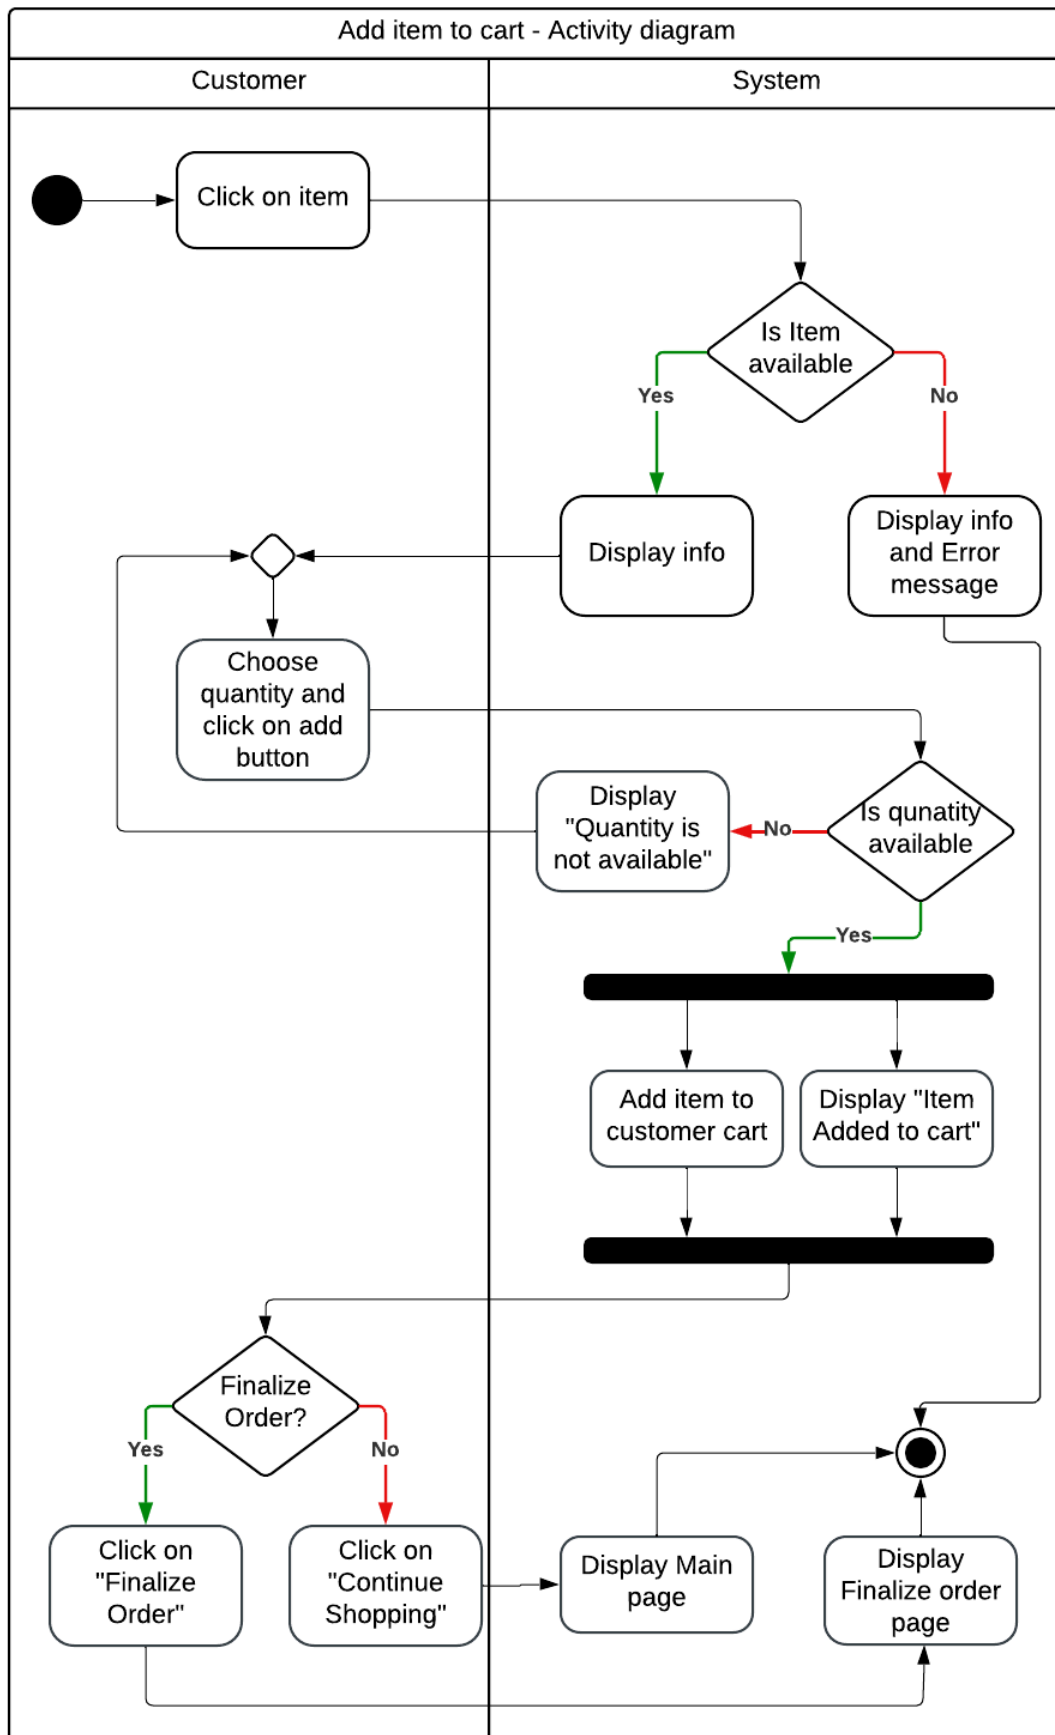 Add item to cart - Activity diagram
Customer
System
Click on item
Is Item
available
Yes
No
Display info
Display info
and Error
message
Choose
quantity and
click on add
button
Display
"Quantity is
not available"
No
Is qunatity
available
Yes
Add item to
customer cart
Display "Item
Added to cart"
Finalize
Order?
Yes
No
Click on
"Finalize
Order"
Click on
"Continue
Shopping"
Display Main
page
Display
Finalize order
page